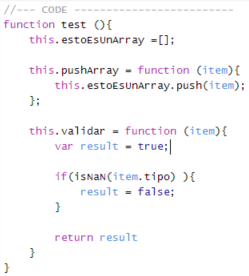 //--- CODE ------------------------
function test (){
    this.estoEsUnArray =[];
    this.pushArray = function (item){
        this.estoEsUnArray.push(item);
    };
    this.validar = function (item){
        var result = true;
        if(isNaN(item.tipo) ){
            result = false;
        }
        return result
    }
}